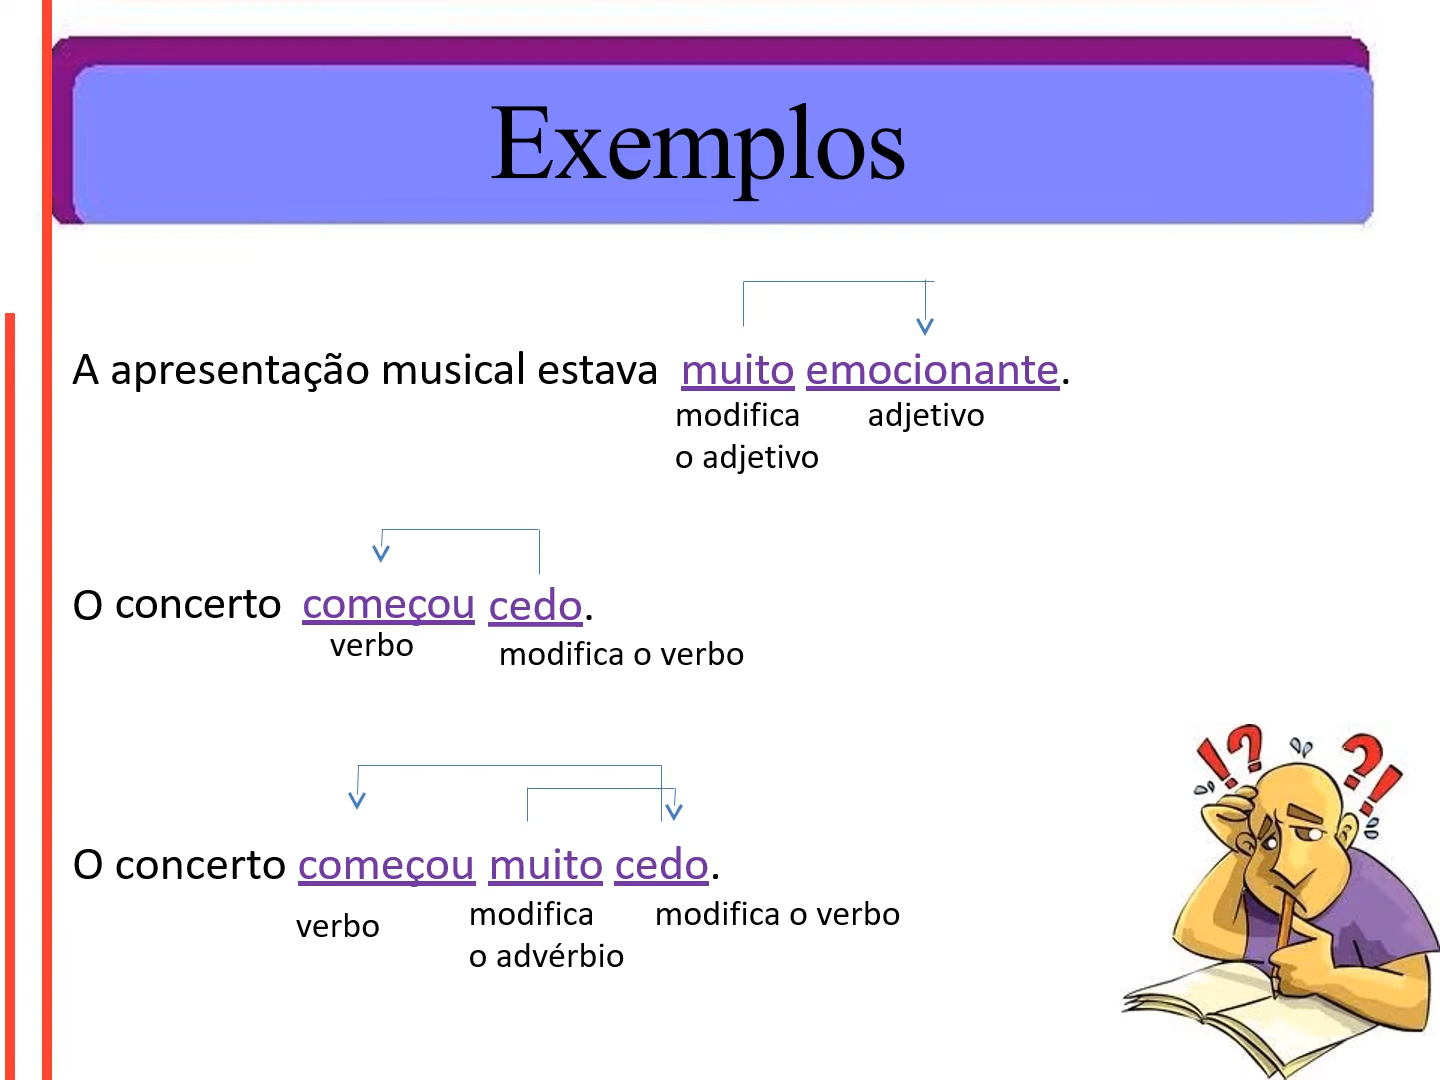 Exemplos
A apresentação musical estava muito emocionante.
modifica adjetivo
o adjetivo
O concerto começou cedo.
verbo modifica o verbo
!? ?!
O concerto começou muito cedo.
verbo modifica modifica o verbo
o advérbio